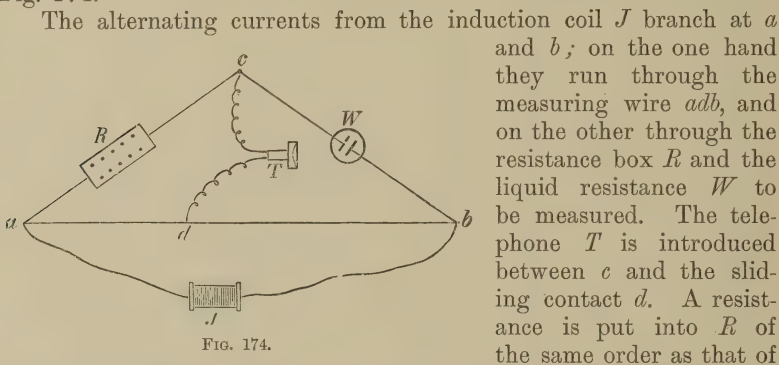 The alternating currents from the induction coil J branch at a
and b; on the one hand
they run through the
measuring wire adb, and
on the other through the
resistance box R and the
liquid resistance W to
be measured. The tele-
phone T is introduced
between c and the slid-
ing contact d. A resist-
ance is put into R of
the same order as that of
c
R
W
T
a
d
b
J
FIG. 174.